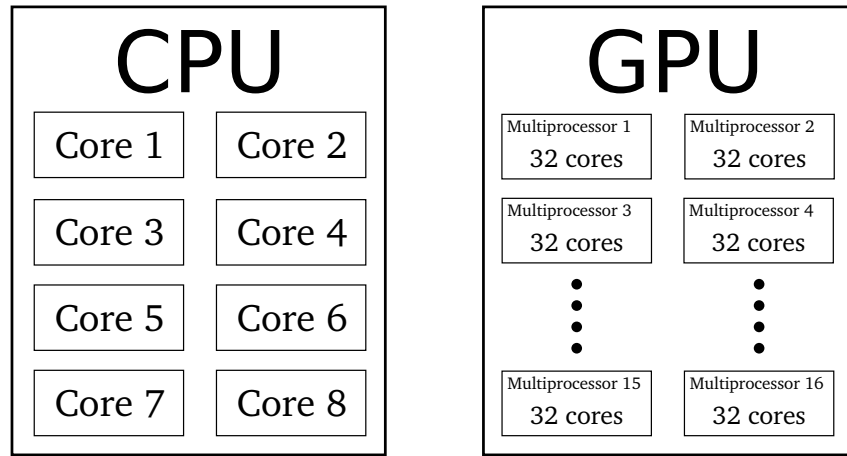 CPU
Core 1
Core 2
Core 3
Core 4
Core 5
Core 6
Core 7
Core 8
GPU
Multiprocessor 1
32 cores
Multiprocessor 2
32 cores
Multiprocessor 3
32 cores
Multiprocessor 4
32 cores
Multiprocessor 15
32 cores
Multiprocessor 16
32 cores